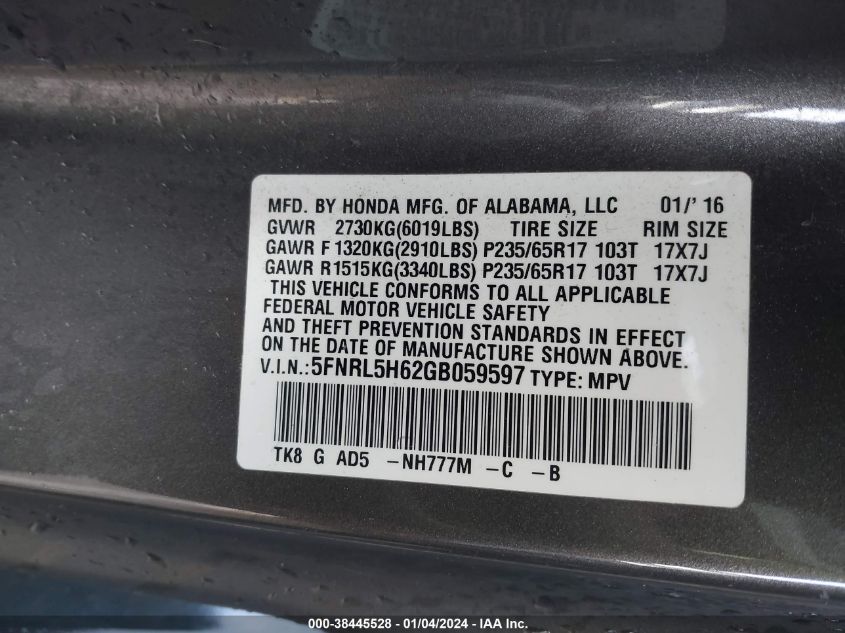 MFD. BY HONDA MFG. OF ALABAMA, LLC 01/' 16
GVWR 2730KG(6019LBS) TIRE SIZE RIM SIZE
GAWR F 1320KG(2910LBS) P235/65R17 103T 17X7J
GAWR R1515KG(3340LBS) P235/65R17 103T 17X7J
THIS VEHICLE CONFORMS TO ALL APPLICABLE
FEDERAL MOTOR VEHICLE SAFETY
AND THEFT PREVENTION STANDARDS IN EFFECT
ON THE DATE OF MANUFACTURE SHOWN ABOVE.
V.I.N.:5FNRL5H62GB059597 TYPE: MPV
TK8 G AD5 -NH777M -C -B
000-38445528 - 01/04/2024 - IAA Inc.